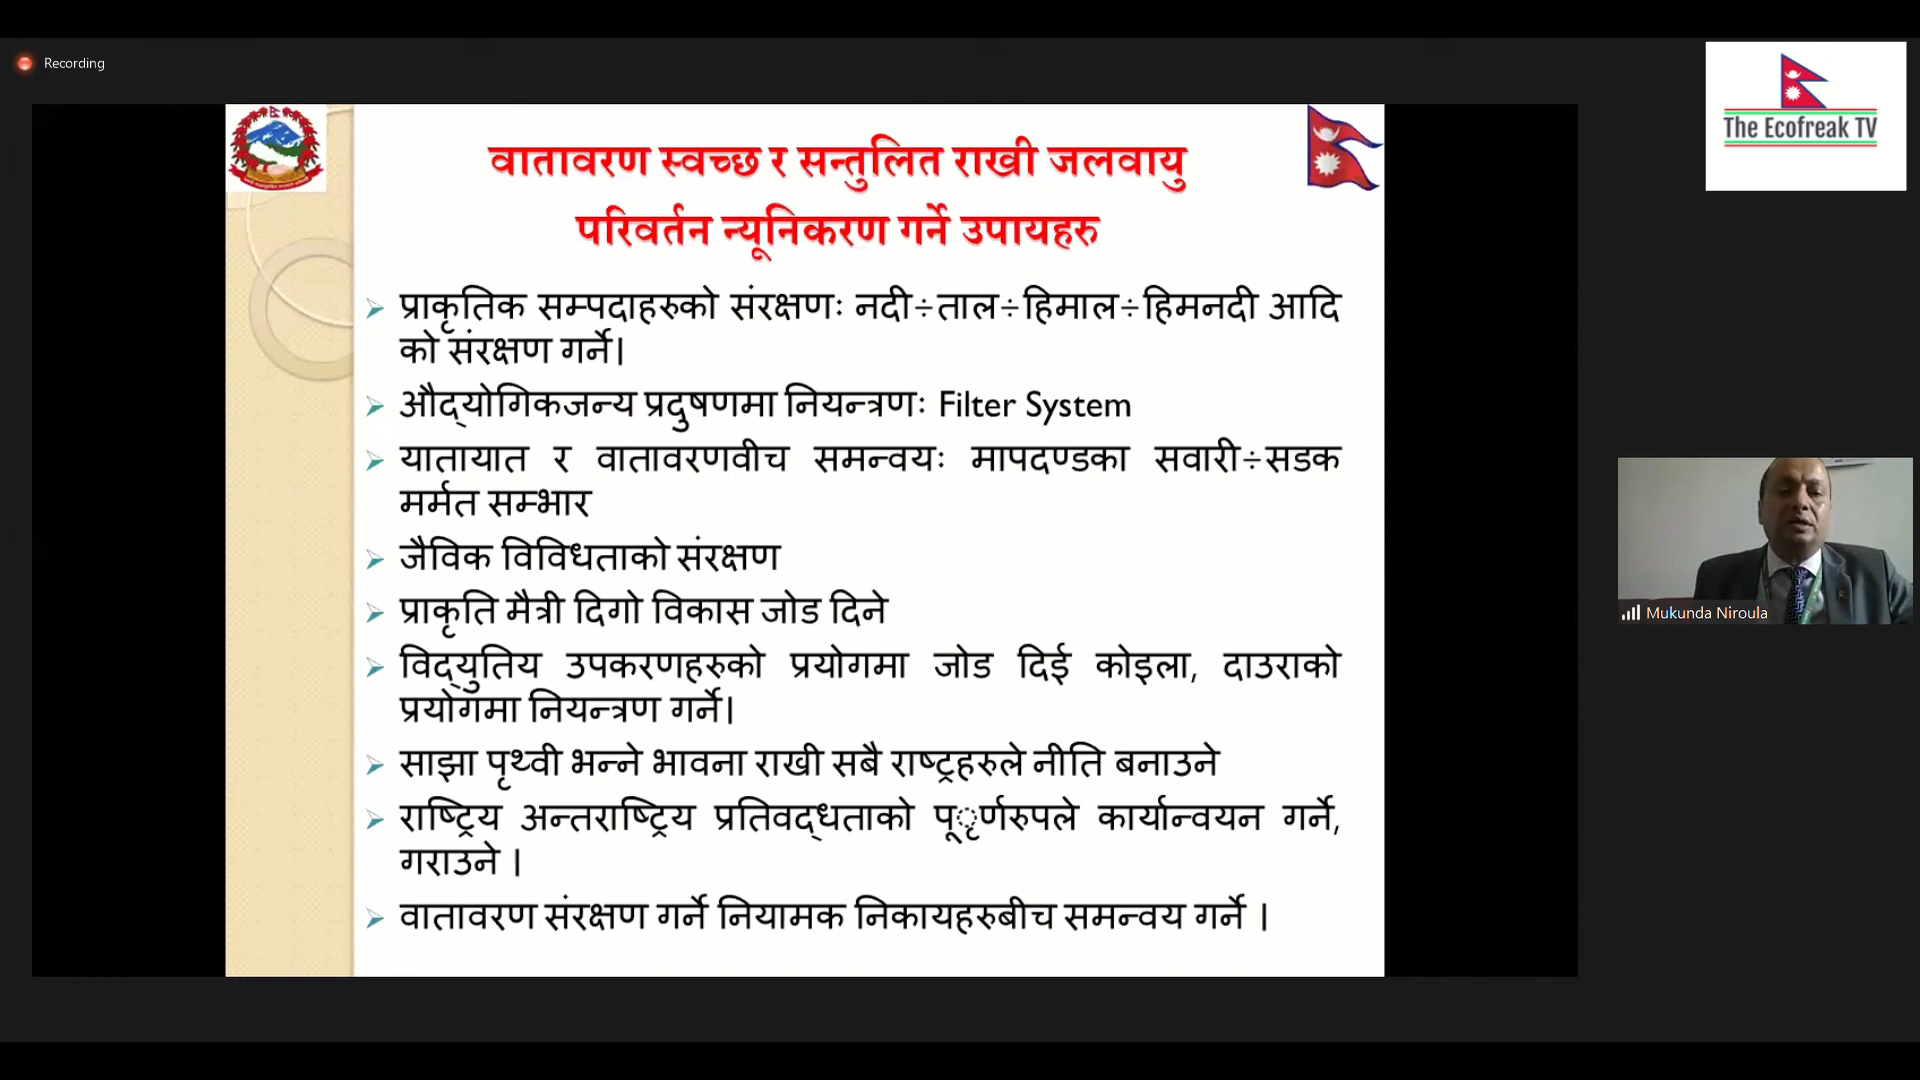 Recording
The Ecofreak TV
वातावरण स्वच्छ र सन्तुलित राखी जलवायु
परिवर्तन न्यूनिकरण गर्ने उपायहरु
प्राकृतिक सम्पदाहरुको संरक्षणः नदी÷ताल÷हिमाल÷हिमनदी आदि
को संरक्षण गर्ने।
औद्योगिकजन्य प्रदुषणमा नियन्त्रणः Filter System
यातायात र वातावरणवीच समन्वयः मापदण्डका सवारी÷सडक
मर्मत सम्भार
जैविक विविधताको संरक्षण
प्राकृति मैत्री दिगो विकास जोड दिने
विद्युतिय उपकरणहरुको प्रयोगमा जोड दिई कोइला, दाउराको
प्रयोगमा नियन्त्रण गर्ने।
साझा पृथ्वी भन्ने भावना राखी सबै राष्ट्रहरुले नीति बनाउने
राष्ट्रिय अन्तराष्ट्रिय प्रतिवद्धताको पूृर्णरुपले कार्यान्वयन गर्ने,
गराउने ।
वातावरण संरक्षण गर्ने नियामक निकायहरुबीच समन्वय गर्ने ।
Mukunda Niroula